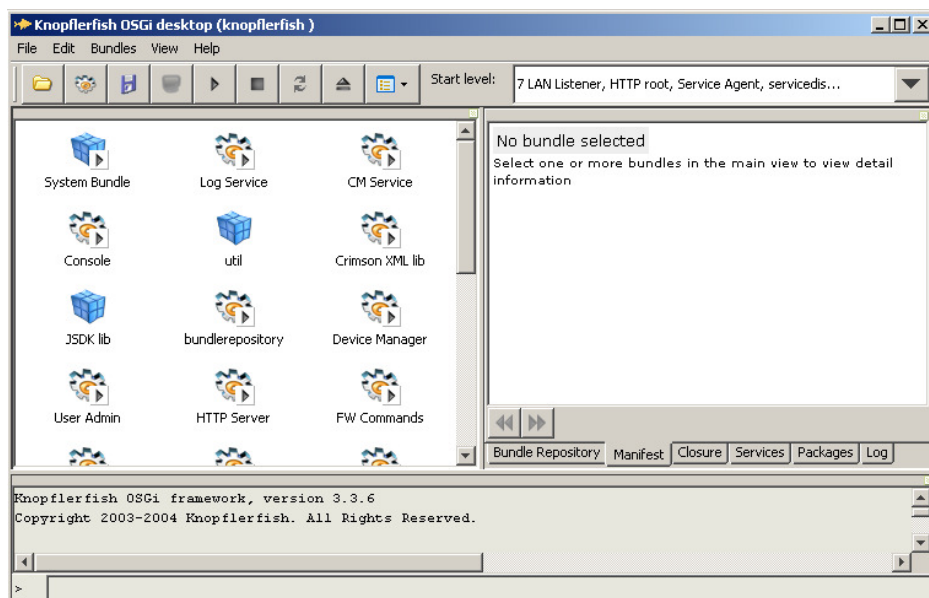 Knopflerfish OSGi desktop (knopflerfish )
File Edit Bundles View Help
Start level:
7 LAN Listener, HTTP root, Service Agent, servicedis...
System Bundle
Log Service
CM Service
Console
util
Crimson XML lib
JSDK lib
bundlerepository
Device Manager
User Admin
HTTP Server
FW Commands
No bundle selected
Select one or more bundles in the main view to view detail
information
Bundle Repository
Manifest
Closure
Services
Packages
Log
Knopflerfish OSGi framework, version 3.3.6
Copyright 2003-2004 Knopflerfish. All Rights Reserved.
>